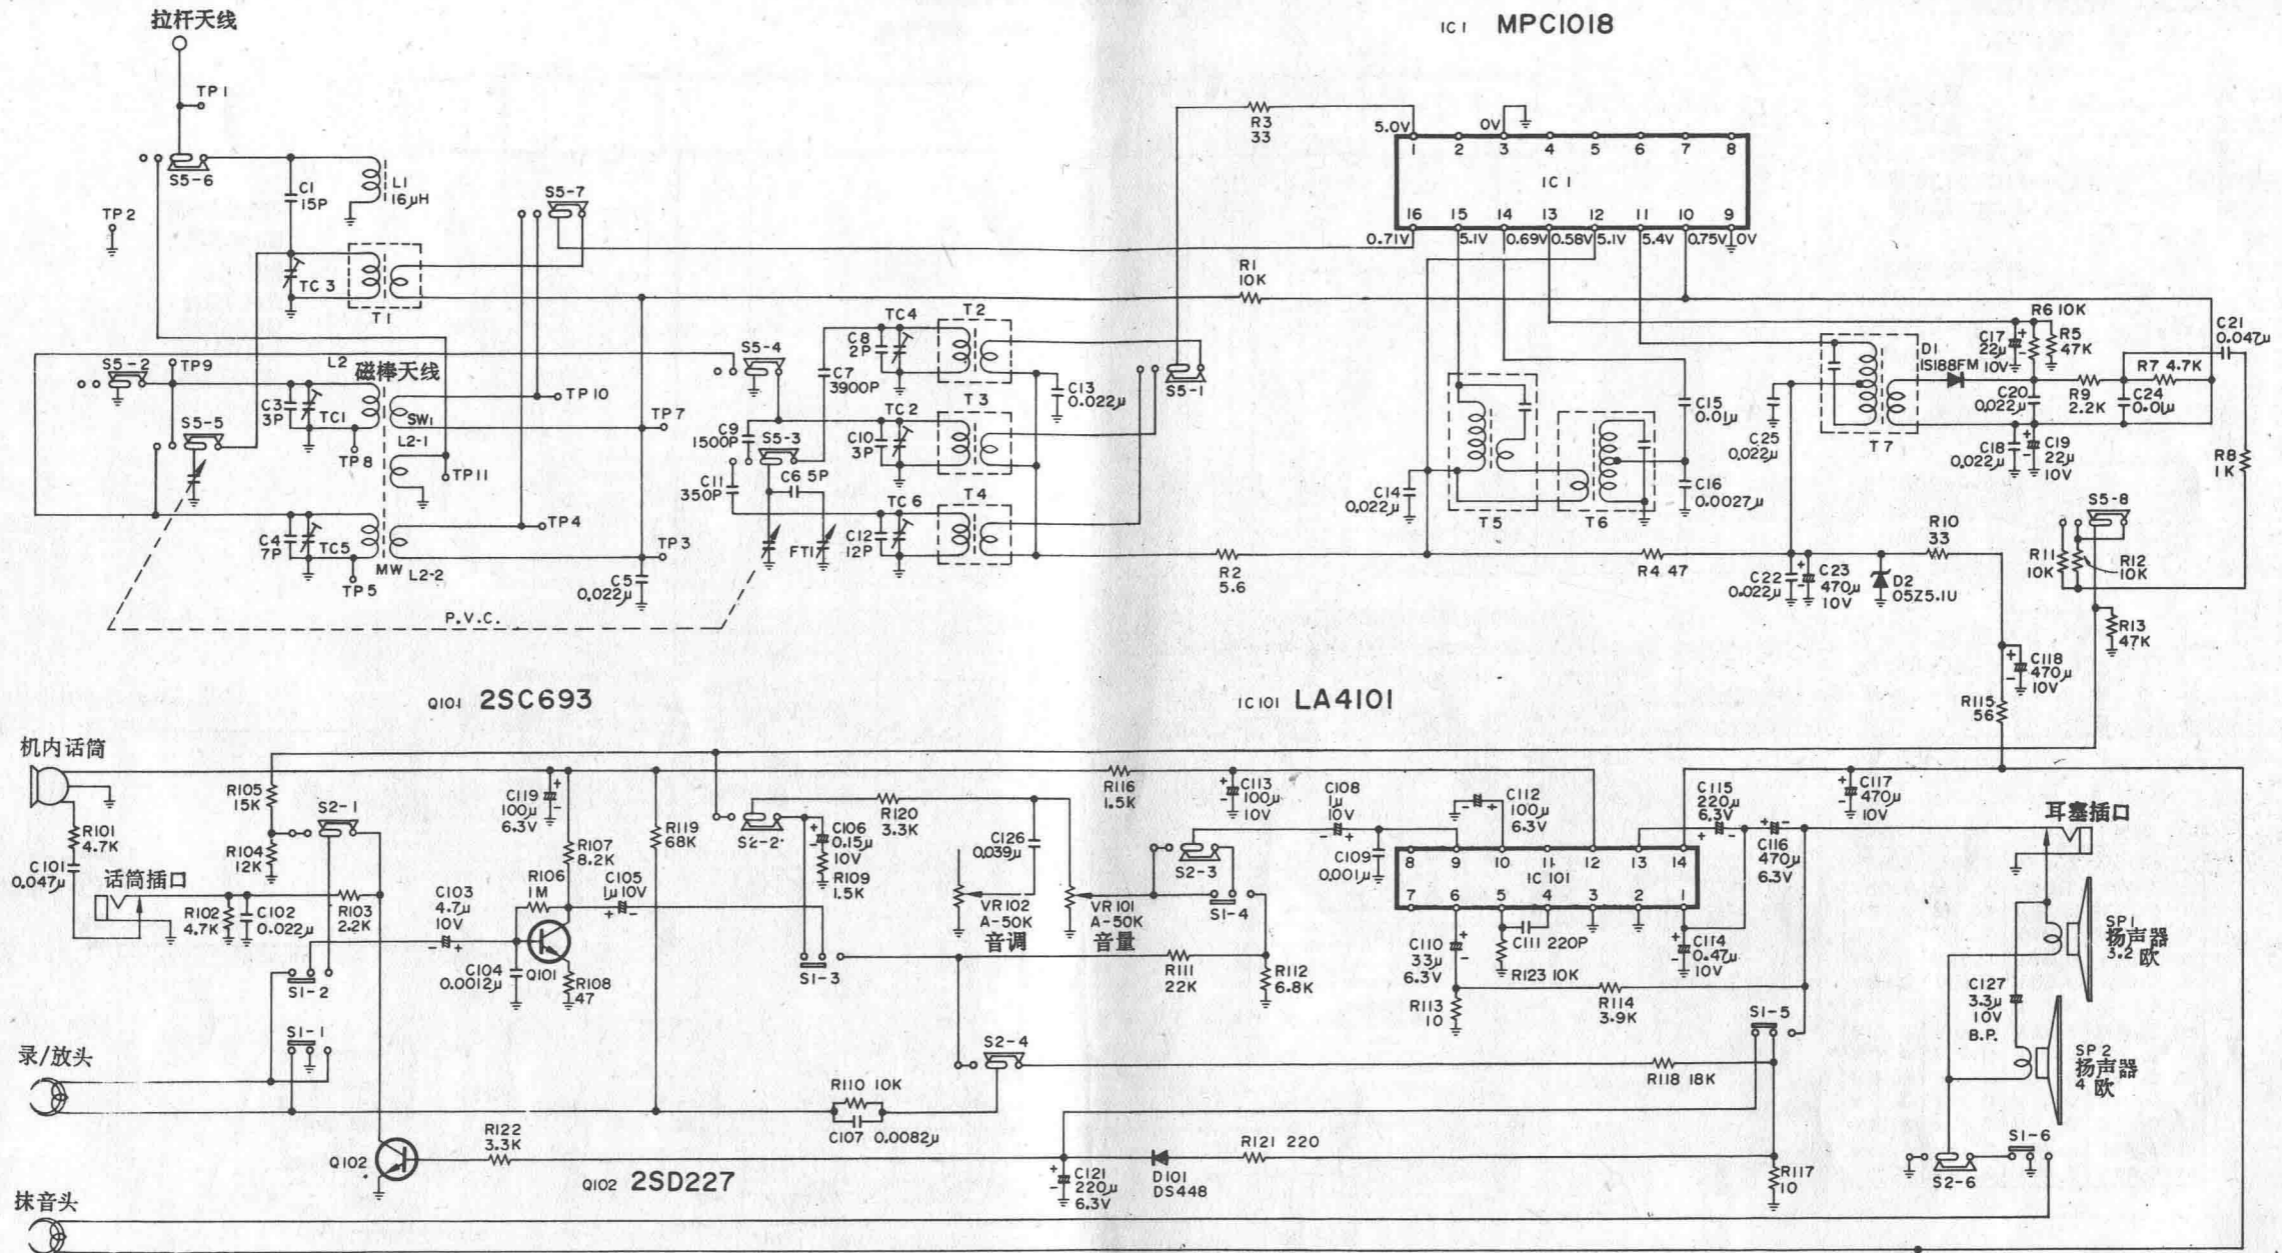 拉杆天线
IC1 MPC1018
TP1
S5-6
C1
15P
L1
16μH
TP2
TC3
T1
S5-7
R3
33
5.0V
0V
1 2 3 4 5 6 7 8
IC1
16 15 14 13 12 11 10 9
0.71V 5.1V 0.69V 0.58V 5.1V 5.4V 0.75V 0V
R1
10K
S5-2
TP9
L2
磁棒天线
C3
3P
TC1
SW1
TP10
TP7
S5-5
TP8
L2-1
TP11
C4
7P
TC5
TP4
TP3
MW
L2-2
TP5
C5
0.022μ
P.V.C.
S5-4
C7
3900P
C8
2P
TC4
T2
C13
0.022μ
S5-1
C9
1500P
S5-3
C10
3P
TC2
T3
C11
350P
C6 5P
FT1
TC6
C12
12P
T4
R2
5.6
C14
0.022μ
T5
T6
C15
0.01μ
C16
0.0027μ
R4 47
C25
0.022μ
T7
D1
1S188FM
C17
22μ
10V
R6 10K
R5
47K
C21
0.047μ
R7 4.7K
C20
0.022μ
R9
2.2K
C24
0.01μ
C18
0.022μ
C19
22μ
10V
R8
1K
S5-8
R11
10K
R12
10K
R10
33
C22
0.022μ
C23
470μ
10V
D2
05Z5.1U
R13
47K
C118
470μ
10V
R115
56
Q101 2SC693
IC101 LA4101
机内话筒
R101
4.7K
C101
0.047μ
话筒插口
R105
15K
R104
12K
S2-1
R102
4.7K
C102
0.022μ
R103
2.2K
C103
4.7μ
10V
S1-2
S1-1
C119
100μ
6.3V
R107
8.2K
R106
1M
C105
1μ 10V
C104
0.0012μ
Q101
R108
47
R119
68K
S2-2
C106
0.15μ
10V
R109
1.5K
R120
3.3K
C126
0.039μ
VR102
A-50K
音调
VR101
A-50K
音量
S1-3
R116
1.5K
C113
100μ
10V
C108
1μ
10V
S2-3
S1-4
C109
0.001μ
C112
100μ
6.3V
8 9 10 11 12 13 14
IC101
7 6 5 4 3 2 1
C115
220μ
6.3V
C116
470μ
6.3V
C117
470μ
10V
耳塞插口
R111
22K
R112
6.8K
C110
33μ
6.3V
C111 220P
R123 10K
C114
0.47μ
10V
R113
10
R114
3.9K
S1-5
SP1
扬声器
3.2 欧
C127
3.3μ
10V
B.P.
SP2
扬声器
4 欧
录/放头
S2-4
R118 18K
R110 10K
C107 0.0082μ
R122
3.3K
Q102
Q102 2SD227
C121
220μ
6.3V
D101
DS448
R121 220
R117
10
S1-6
S2-6
抹音头